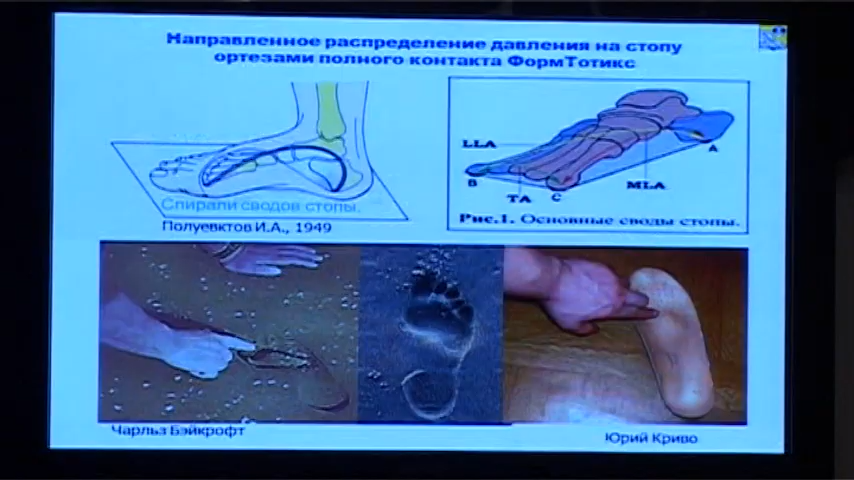 Направленное распределение давления на стопу
ортезами полного контакта ФормТотикс
Спирали сводов стопы.
Полуевктов И.А., 1949
LLA
A
B
TA
C
MLA
Рис.1. Основные своды стопы.
Чарльз Бэйкрофт
Юрий Криво